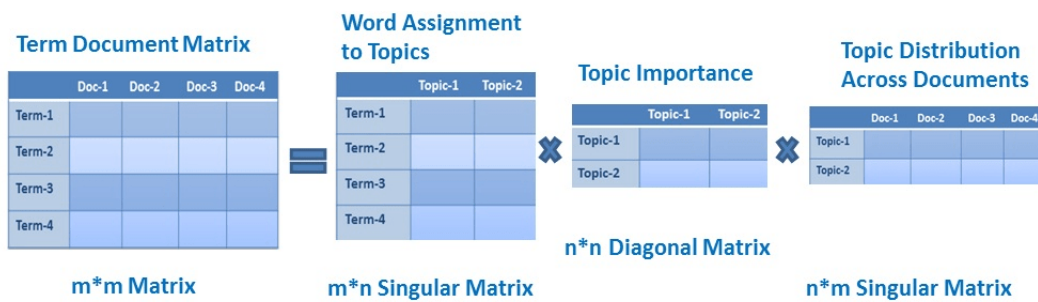 Term Document Matrix
Doc-1 Doc-2 Doc-3 Doc-4
Term-1
Term-2
Term-3
Term-4
m*m Matrix
Word Assignment
to Topics
Topic-1 Topic-2
Term-1
Term-2
Term-3
Term-4
m*n Singular Matrix
Topic Importance
Topic-1 Topic-2
Topic-1
Topic-2
n*n Diagonal Matrix
Topic Distribution
Across Documents
Doc-1 Doc-2 Doc-3 Doc-4
Topic-1
Topic-2
n*m Singular Matrix